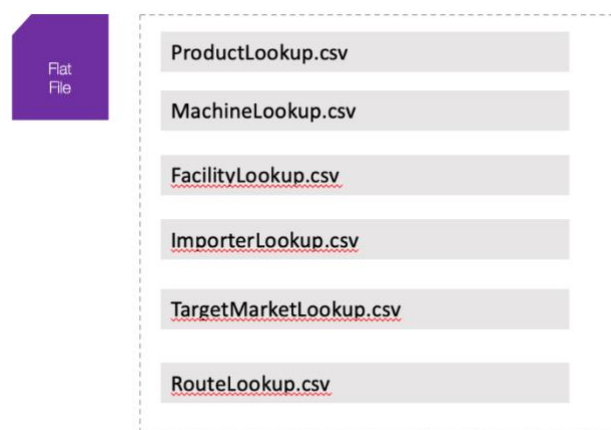 Flat
File
ProductLookup.csv
MachineLookup.csv
FacilityLookup.csv
ImporterLookup.csv
TargetMarketLookup.csv
RouteLookup.csv